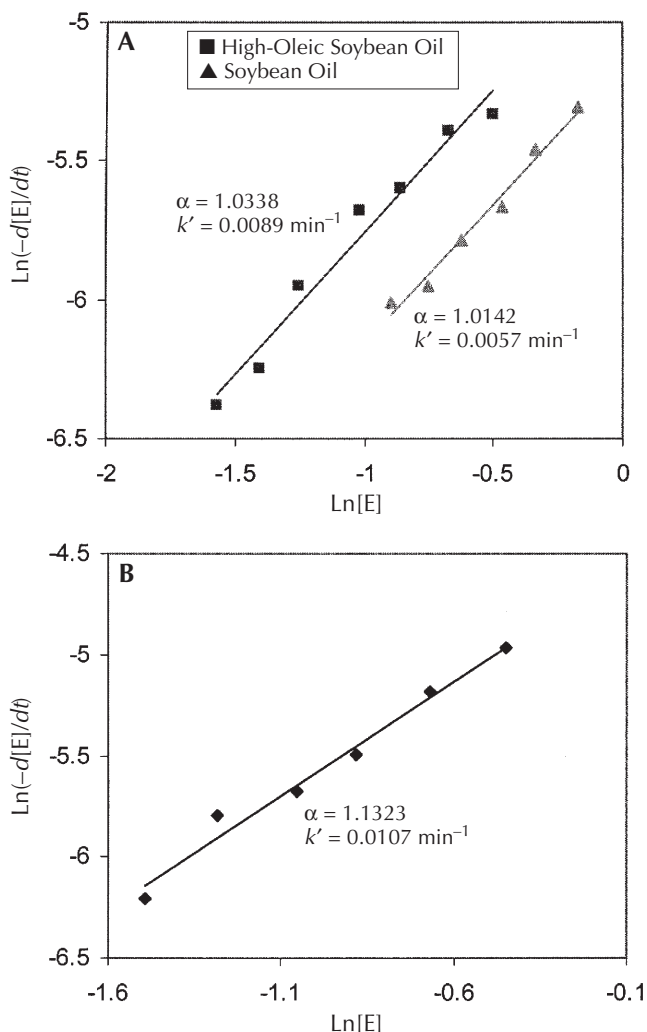 A
■ High-Oleic Soybean Oil
▲ Soybean Oil
-5
-5.5
-6
-6.5
Ln(–d[E]/dt)
α = 1.0338
k′ = 0.0089 min⁻¹
α = 1.0142
k′ = 0.0057 min⁻¹
-2 -1.5 -1 -0.5 0
Ln[E]
B
-4.5
-5
-5.5
-6
-6.5
Ln(–d[E]/dt)
α = 1.1323
k′ = 0.0107 min⁻¹
-1.6 -1.1 -0.6 -0.1
Ln[E]